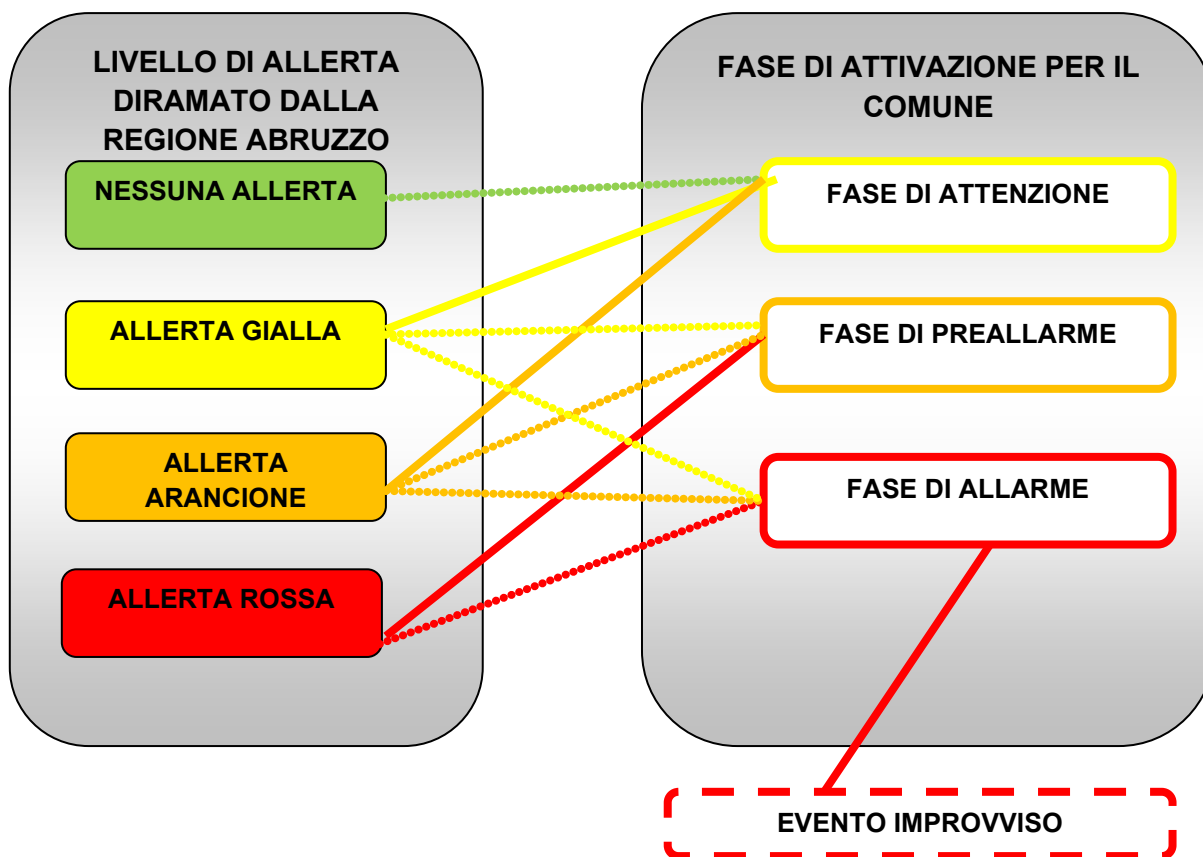 LIVELLO DI ALLERTA
DIRAMATO DALLA
REGIONE ABRUZZO
NESSUNA ALLERTA
ALLERTA GIALLA
ALLERTA
ARANCIONE
ALLERTA ROSSA
FASE DI ATTIVAZIONE PER IL
COMUNE
FASE DI ATTENZIONE
FASE DI PREALLARME
FASE DI ALLARME
EVENTO IMPROVVISO